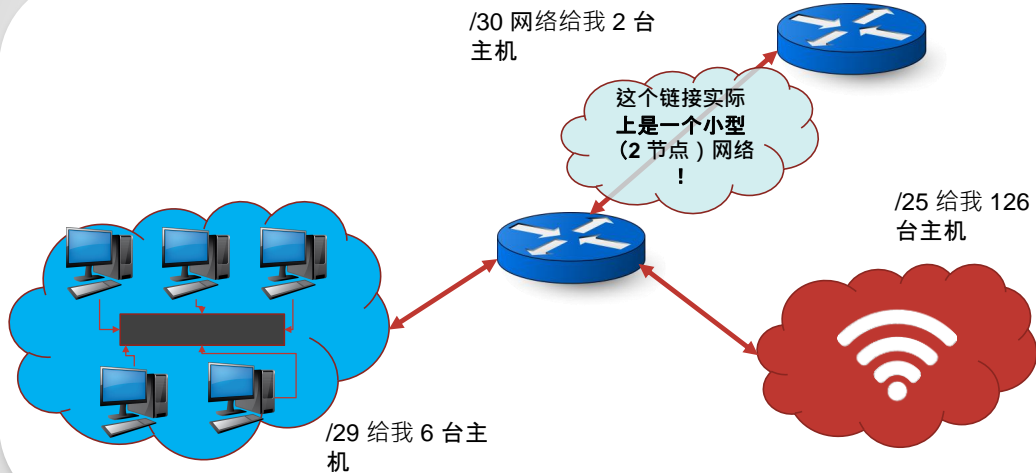 /30 网络给我 2 台
主机
这个链接实际
上是一个小型
（2 节点）网络
！
/25 给我 126
台主机
/29 给我 6 台主
机